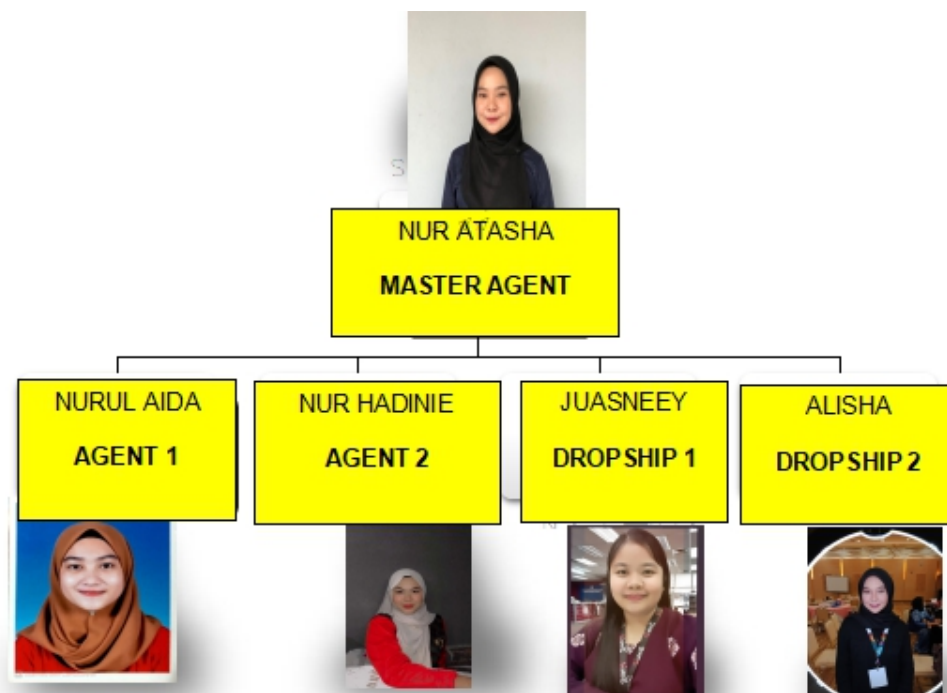 NUR ATASHA
MASTER AGENT
NURUL AIDA
AGENT 1
NUR HADINIE
AGENT 2
JUASNEEY
DROPSHIP 1
ALISHA
DROPSHIP 2